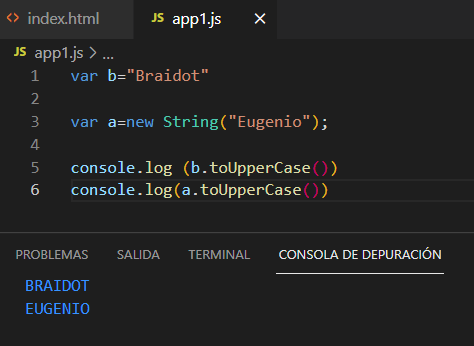 <> index.html JS app1.js ×
JS app1.js > ...
1 var b="Braidot"
2
3 var a=new String("Eugenio");
4
5 console.log (b.toUpperCase())
6 console.log(a.toUpperCase())
PROBLEMAS SALIDA TERMINAL CONSOLA DE DEPURACIÓN
BRAIDOT
EUGENIO